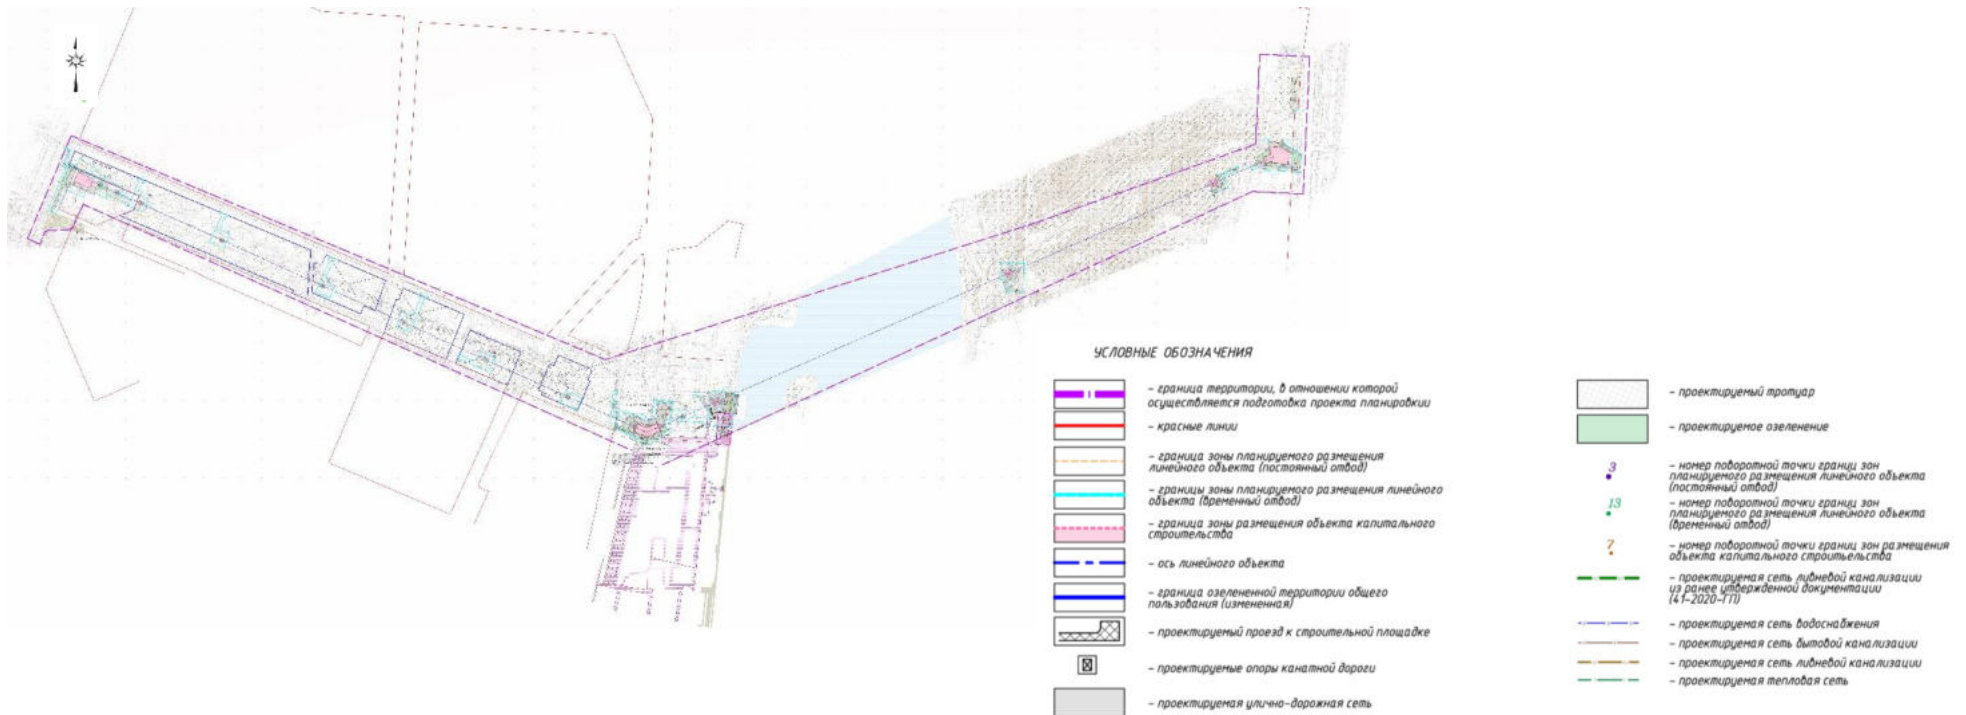 УСЛОВНЫЕ ОБОЗНАЧЕНИЯ
– граница территории, в отношении которой
осуществляется подготовка проекта планировкии
– красные линии
– граница зоны планируемого размещения
линейного объекта (постоянный отвод)
– границы зоны планируемого размещения линейного
объекта (временный отвод)
– граница зоны размещения объекта капитального
строительства
– ось линейного объекта
– граница озелененной территории общего
пользования (измененная)
– проектируемый проезд к строительной площадке
– проектируемые опоры канатной дороги
– проектируемая улично-дорожная сеть
– проектируемый тротуар
– проектируемое озеленение
3
– номер поворотной точки границ зон
планируемого размещения линейного объекта
(постоянный отвод)
13
– номер поворотной точки границ зон
планируемого размещения линейного объекта
(временный отвод)
7
– номер поворотной точки границ зон размещения
объекта капитального строительства
– проектируемая сеть ливневой канализации
из ранее утвержденной документации
(41-2020-ГП)
– проектируемая сеть водоснабжения
– проектируемая сеть бытовой канализации
– проектируемая сеть ливневой канализации
– проектируемая тепловая сеть